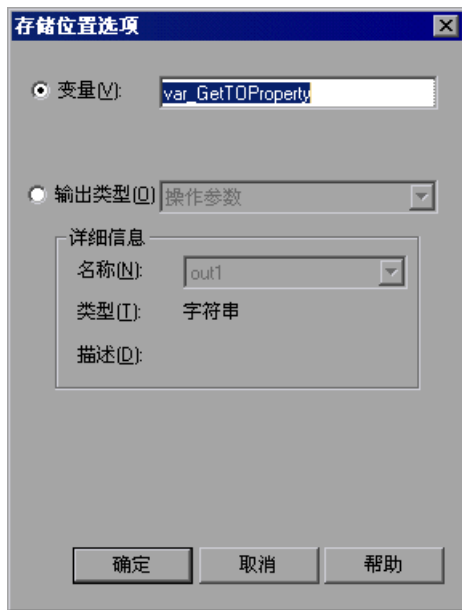 存储位置选项
变量(V): var_GetTOProperty
输出类型(O) 操作参数
详细信息
名称(N): out1
类型(T): 字符串
描述(D):
确定 取消 帮助